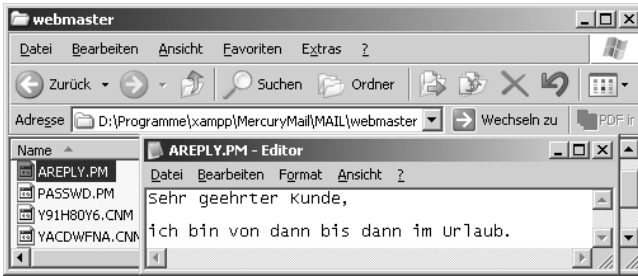 webmaster
Datei Bearbeiten Ansicht Favoriten Extras ?
Zurück Suchen Ordner
Adresse D:\Programme\xampp\MercuryMail\MAIL\webmaster Wechseln zu PDF ir
Name
AREPLY.PM
PASSWD.PM
Y91H80Y6.CNM
YACDWFNA.CNM
AREPLY.PM - Editor
Datei Bearbeiten Format Ansicht ?
Sehr geehrter Kunde,
ich bin von dann bis dann im Urlaub.